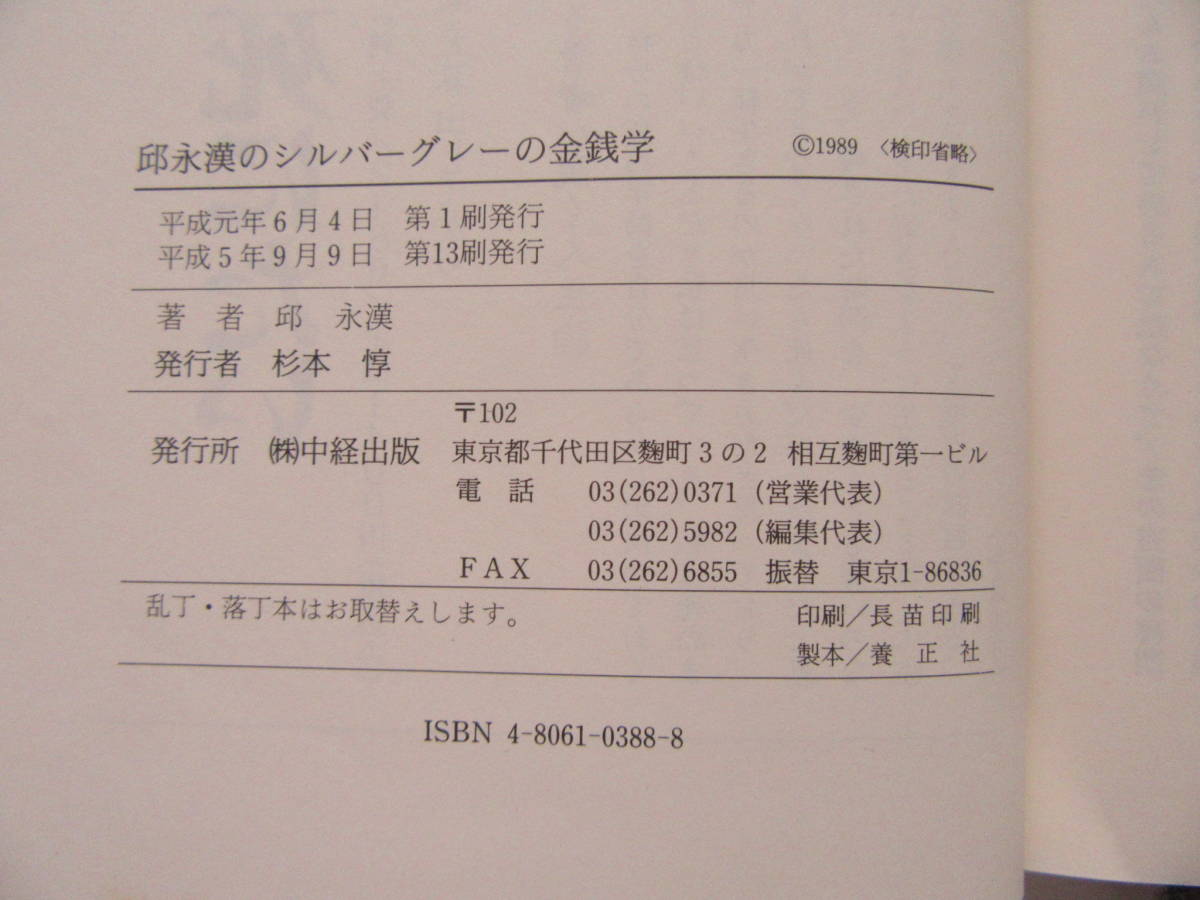 邱永漢のシルバーグレーの金銭学 ©1989 〈検印省略〉
平成元年6月4日 第1刷発行
平成5年9月9日 第13刷発行
著 者 邱 永漢
発行者 杉本 惇
〒102
発行所 ㈱中経出版 東京都千代田区麴町3の2 相互麴町第一ビル
電 話 03(262)0371 (営業代表)
03(262)5982 (編集代表)
FAX 03(262)6855 振替 東京1-86836
乱丁・落丁本はお取替えします。 印刷/長苗印刷
製本/養 正 社
ISBN 4-8061-0388-8